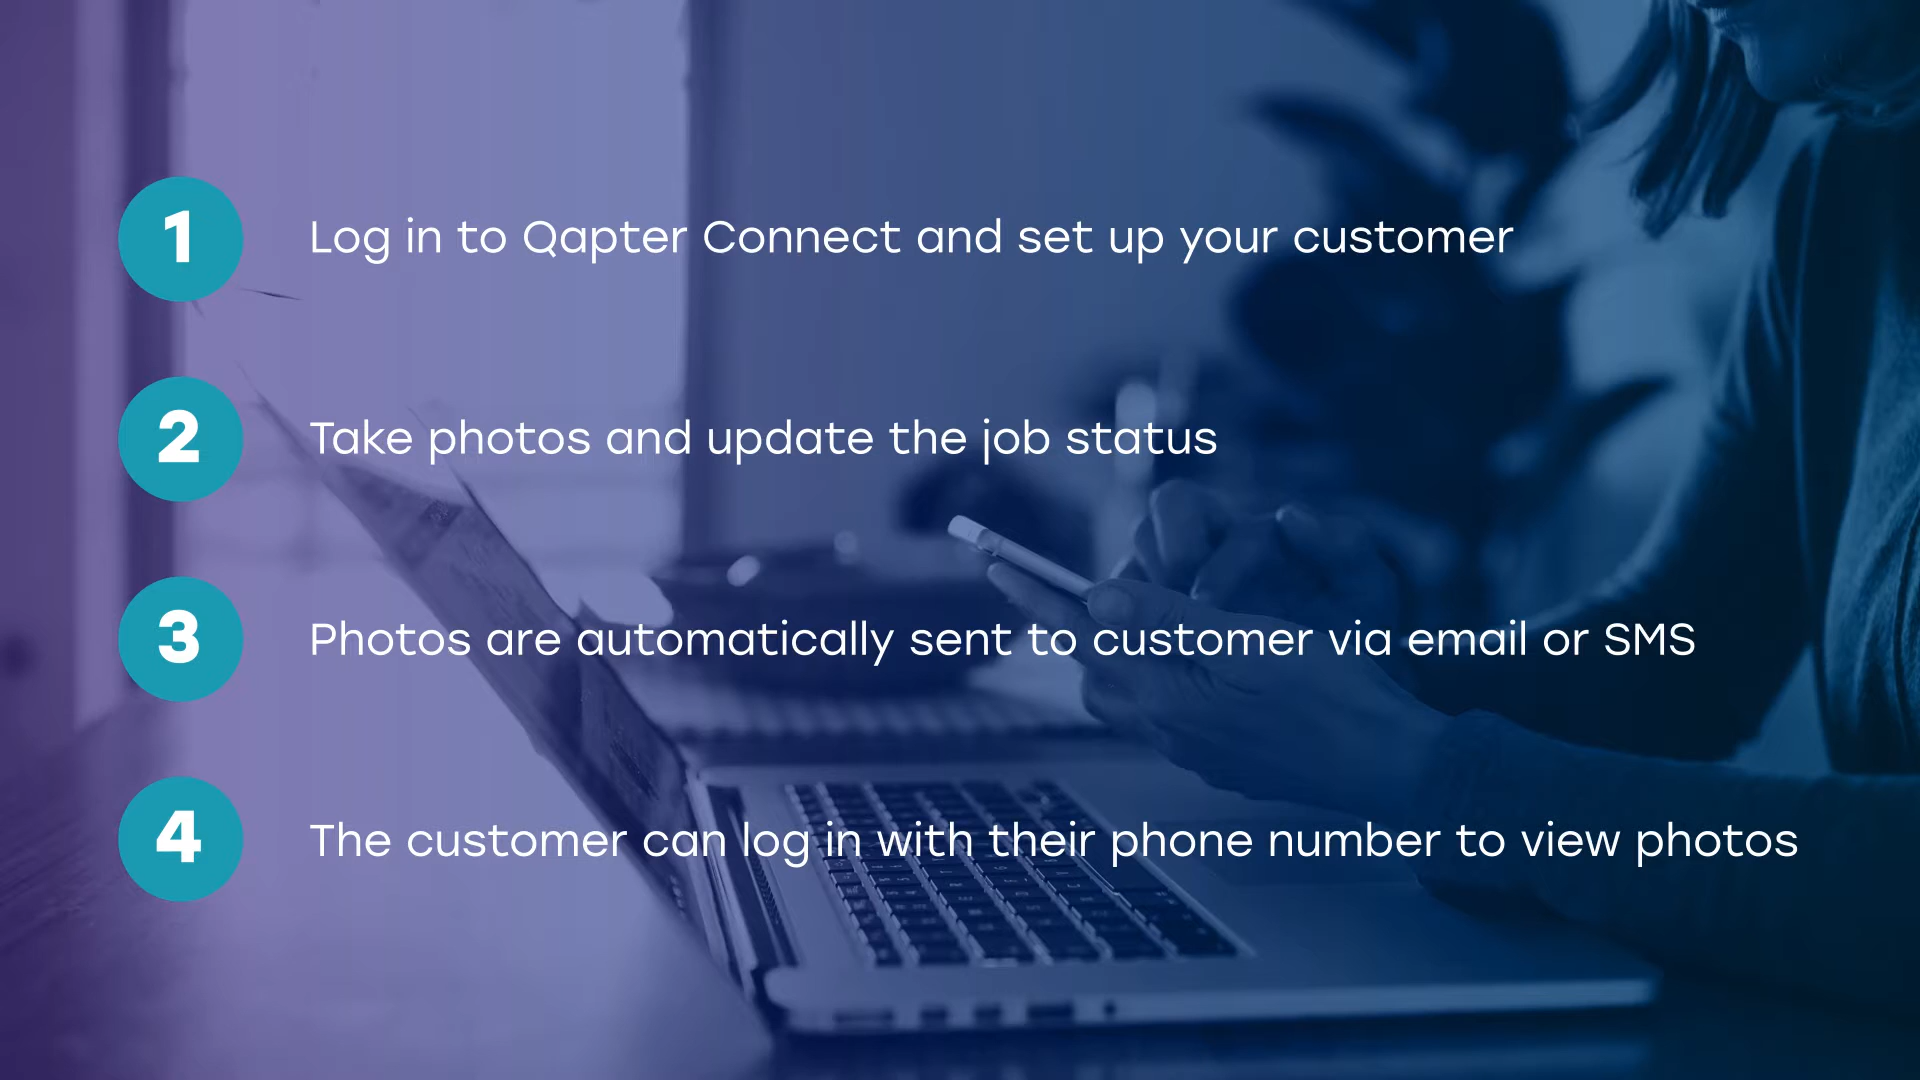 1 Log in to Qapter Connect and set up your customer
2 Take photos and update the job status
3 Photos are automatically sent to customer via email or SMS
4 The customer can log in with their phone number to view photos